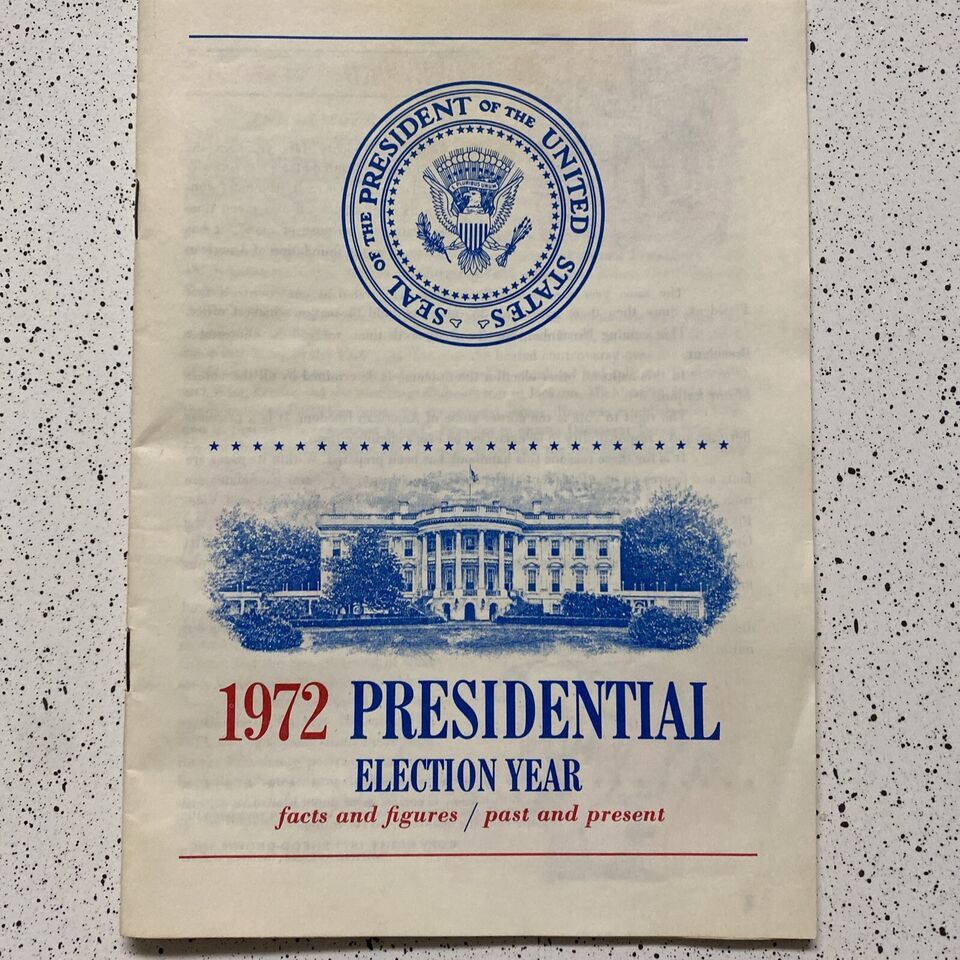 SEAL OF THE PRESIDENT OF THE UNITED STATES
E PLURIBUS UNUM
1972 PRESIDENTIAL
ELECTION YEAR
facts and figures / past and present